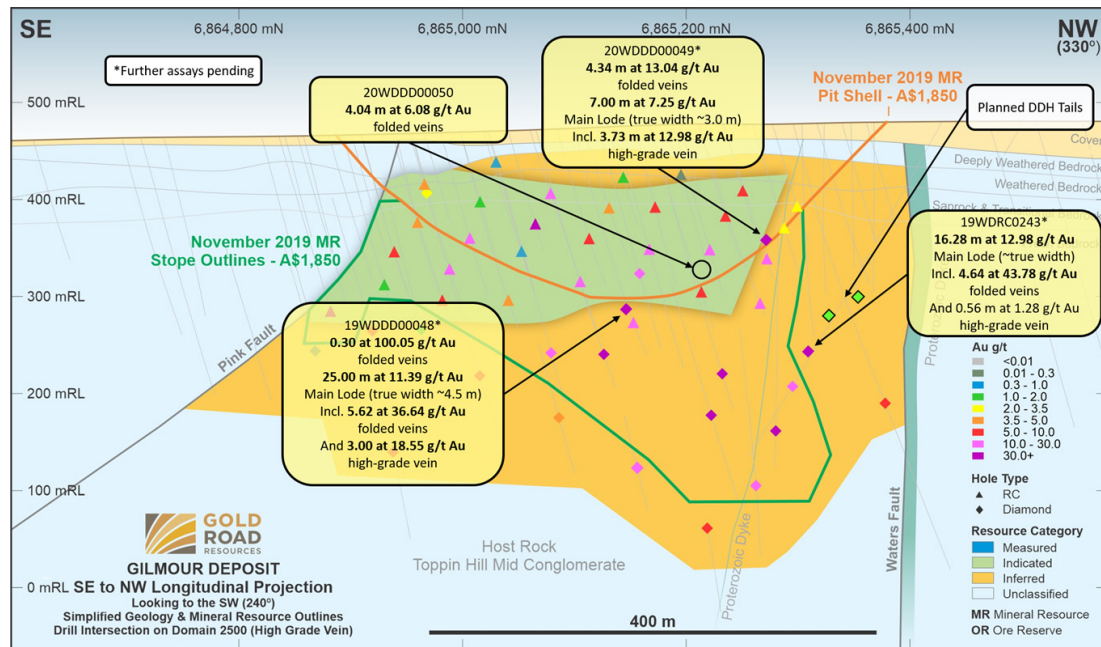 SE
6,864,800 mN
6,865,000 mN
6,865,200 mN
6,865,400 mN
NW
(330º)
*Further assays pending
20WDDD00050
4.04 m at 6.08 g/t Au
folded veins
20WDDD00049*
4.34 m at 13.04 g/t Au
folded veins
7.00 m at 7.25 g/t Au
Main Lode (true width ~3.0 m)
Incl. 3.73 m at 12.98 g/t Au
high-grade vein
November 2019 MR
Pit Shell - A$1,850
Planned DDH Tails
500 mRL
400 mRL
300 mRL
200 mRL
100 mRL
0 mRL
Cover
Deeply Weathered Bedrock
Weathered Bedrock
Saprock &
November 2019 MR
Stope Outlines - A$1,850
19WDRC0243*
16.28 m at 12.98 g/t Au
Main Lode (~true width)
Incl. 4.64 at 43.78 g/t Au
folded veins
And 0.56 m at 1.28 g/t Au
high-grade vein
Pink Fault
19WDDD00048*
0.30 at 100.05 g/t Au
folded veins
25.00 m at 11.39 g/t Au
Main Lode (true width ~4.5 m)
Incl. 5.62 at 36.64 g/t Au
folded veins
And 3.00 at 18.55 g/t Au
high-grade vein
Au g/t
<0.01
0.01 - 0.3
0.3 - 1.0
1.0 - 2.0
2.0 - 3.5
3.5 - 5.0
5.0 - 10.0
10.0 - 30.0
30.0+
Hole Type
RC
Diamond
Resource Category
Measured
Indicated
Inferred
Unclassified
MR Mineral Resource
OR Ore Reserve
Proterozoic Dyke
Waters Fault
Host Rock
Toppin Hill Mid Conglomerate
GOLD
ROAD
RESOURCES
GILMOUR DEPOSIT
SE to NW Longitudinal Projection
Looking to the SW (240º)
Simplified Geology & Mineral Resource Outlines
Drill Intersection on Domain 2500 (High Grade Vein)
400 m